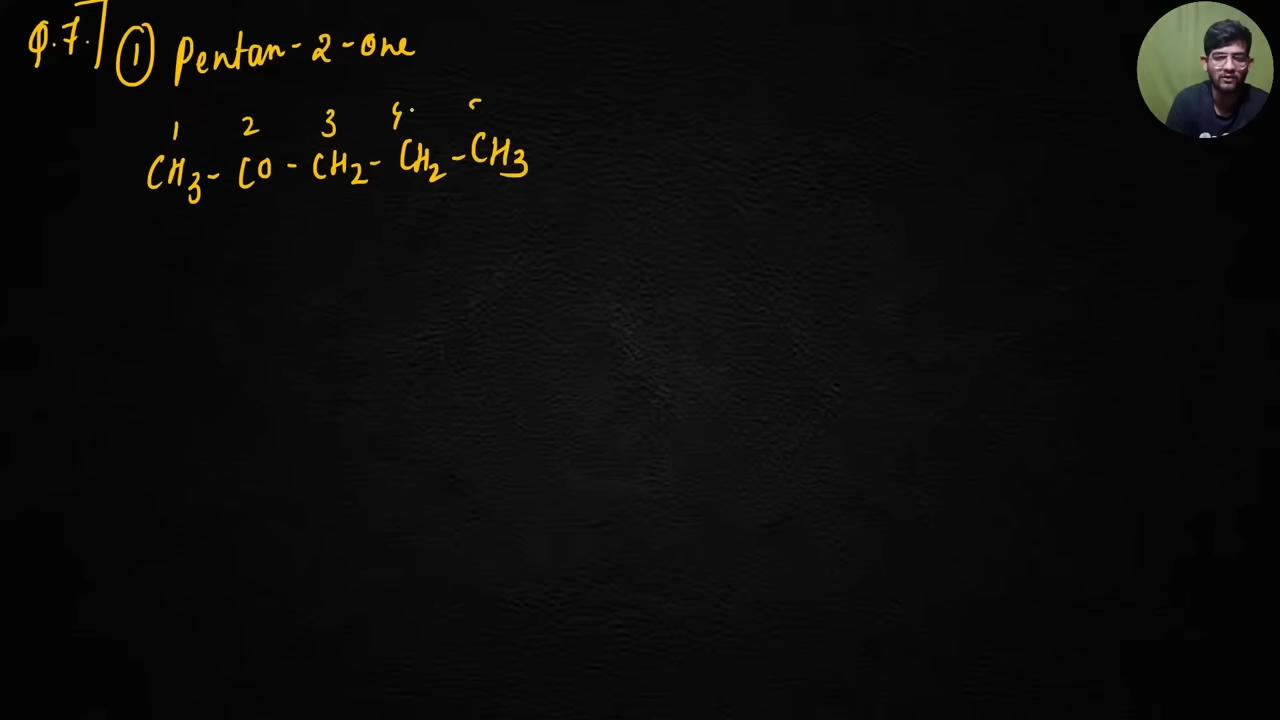 Q.7.] ① Pentan-2-one
1 2 3 4
CH3 - CO - CH2 - CH2 - CH3